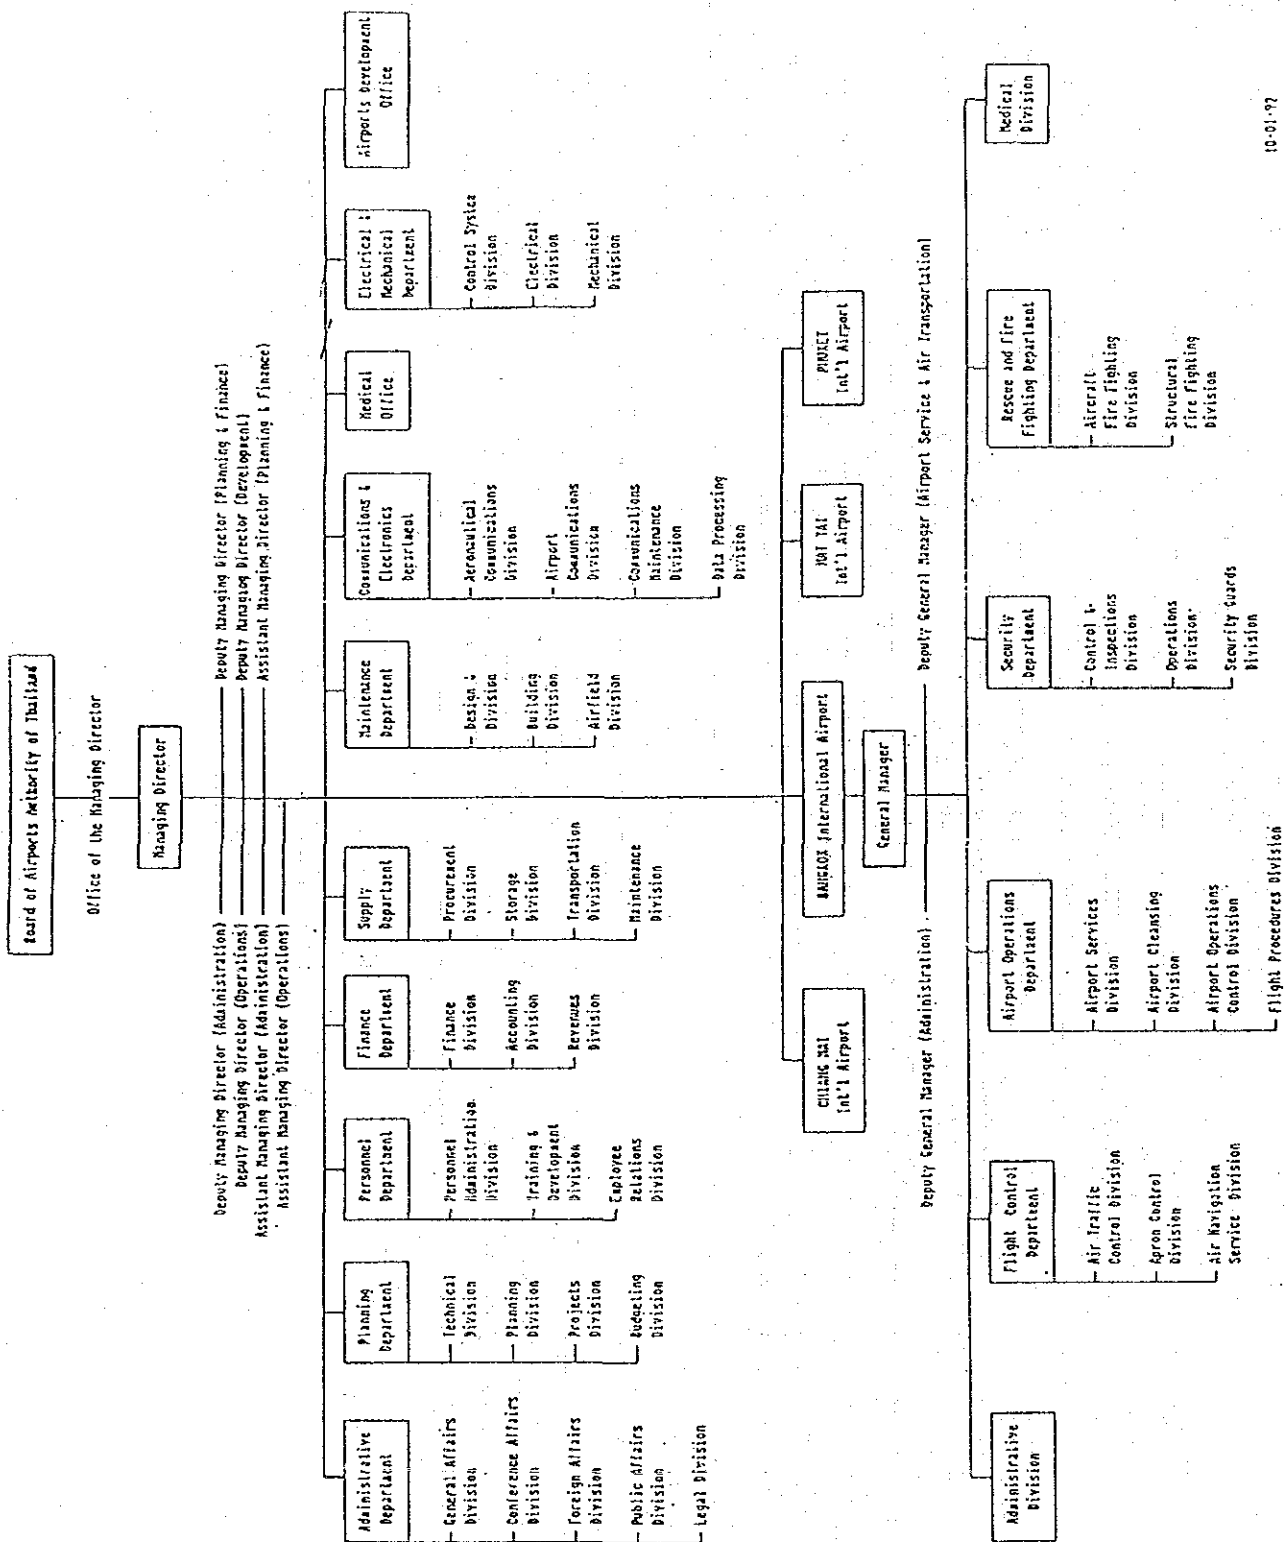 Board of Airports Authority of Thailand
Office of the Managing Director
Managing Director
Deputy Managing Director (Administration)
Deputy Managing Director (Operations)
Assistant Managing Director (Administration)
Assistant Managing Director (Operations)
Deputy Managing Director (Planning & Finance)
Deputy Managing Director (Development)
Assistant Managing Director (Planning & Finance)
Administrative
Department
General Affairs
Division
Conference Affairs
Division
Foreign Affairs
Division
Public Affairs
Division
Legal Division
Planning
Department
Technical
Division
Planning
Division
Projects
Division
Budgeting
Division
Personnel
Department
Personnel
Administration
Division
Training &
Development
Division
Employee
Relations
Division
Finance
Department
Finance
Division
Accounting
Division
Revenues
Division
Supply
Department
Procurement
Division
Storage
Division
Transportation
Division
Maintenance
Division
Maintenance
Department
Design &
Division
Building
Division
Airfield
Division
Communications &
Electronics
Department
Aeronautical
Communications
Division
Airport
Communications
Division
Communications
Maintenance
Division
Data Processing
Division
Medical
Office
Electrical &
Mechanical
Department
Control System
Division
Electrical
Division
Mechanical
Division
Airports Development
Office
CHIANG MAI
Int'l Airport
BANGKOK International Airport
HAT YAI
Int'l Airport
PHUKET
Int'l Airport
General Manager
Deputy General Manager (Administration)
Deputy General Manager (Airport Service & Air Transportation)
Administrative
Division
Flight Control
Department
Air Traffic
Control Division
Apron Control
Division
Air Navigation
Service Division
Airport Operations
Department
Airport Services
Division
Airport Cleansing
Division
Airport Operations
Control Division
Flight Procedures Division
Security
Department
Control &
Inspections
Division
Operations
Division
Security Guards
Division
Rescue and Fire
Fighting Department
Aircraft
Fire Fighting
Division
Structural
Fire Fighting
Division
Medical
Division
10-01-92